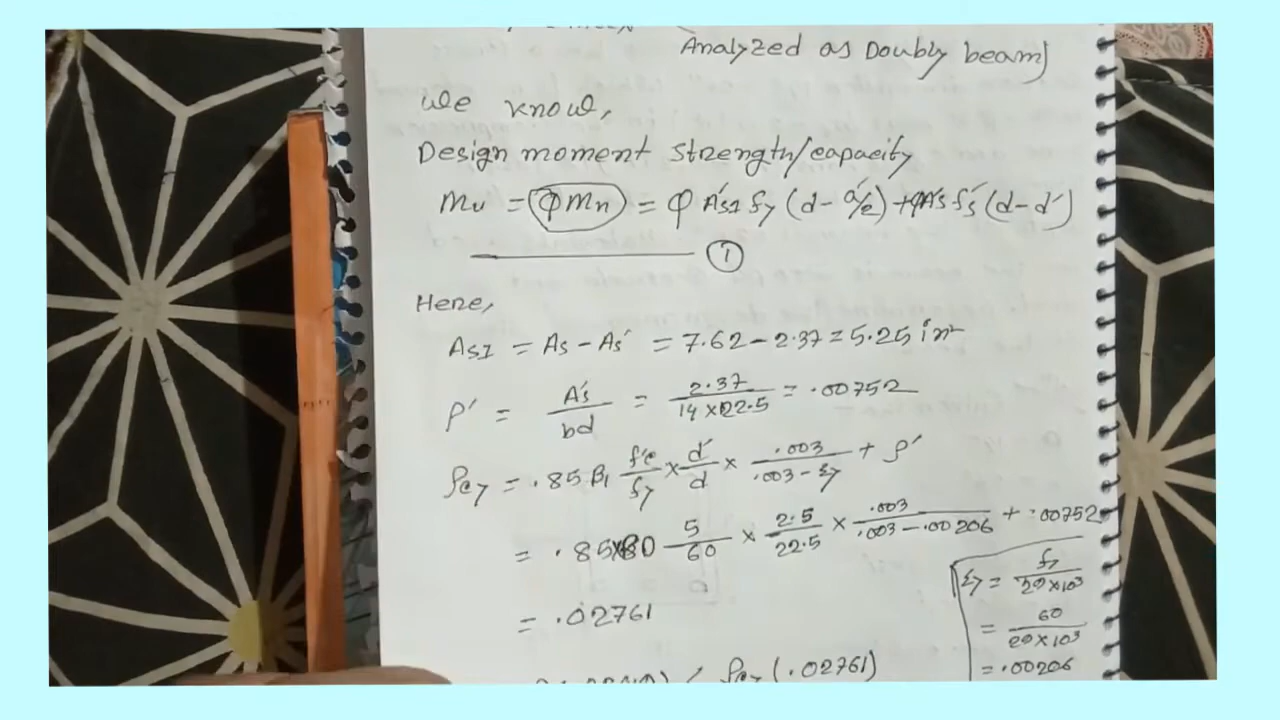 Analyzed as Doubly beam)
We know,
Design moment strength/capacity
Mu = φMn = φ As1 fy (d - a/2) + φA's f's (d - d')
①
Here,
As1 = As - As' = 7.62 - 2.37 = 5.25 in²
ρ' = A's / bd = 2.37 / 14 × 22.5 = .00752
ρcy = .85 β1 f'c / fy × d' / d × .003 / .003 - εy + ρ'
= .85 × 80 5 / 60 × 2.5 / 22.5 × .003 / .003 - .00206 + .00752
εy = fy / 29 × 10³
= 60 / 29 × 10³
= .00206
= .02761
ρcy (.02761)